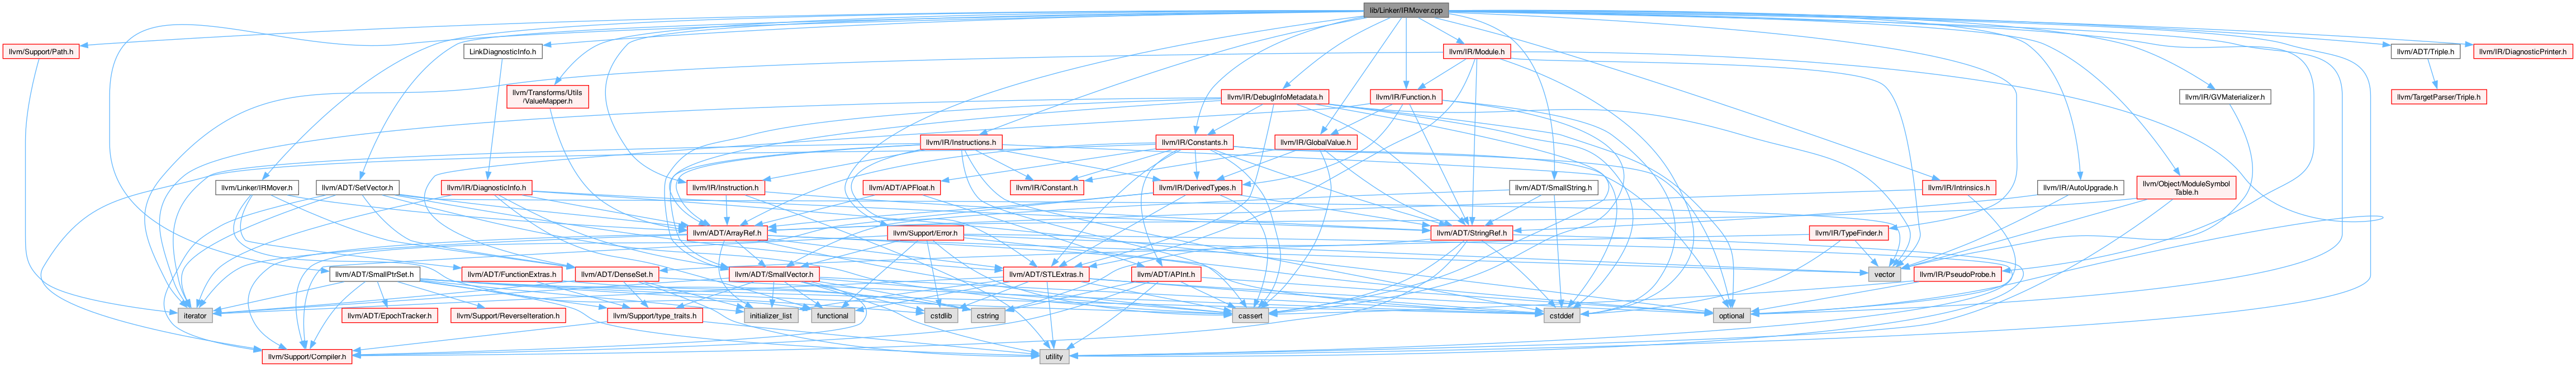 lib/Linker/IRMover.cpp
llvm/Support/Path.h
LinkDiagnosticInfo.h
llvm/IR/Module.h
llvm/ADT/Triple.h
llvm/IR/DiagnosticPrinter.h
llvm/Transforms/Utils
/ValueMapper.h
llvm/IR/DebugInfoMetadata.h
llvm/IR/Function.h
llvm/IR/GVMaterializer.h
llvm/TargetParser/Triple.h
llvm/IR/Instructions.h
llvm/IR/Constants.h
llvm/IR/GlobalValue.h
llvm/Linker/IRMover.h
llvm/ADT/SetVector.h
llvm/IR/DiagnosticInfo.h
llvm/IR/Instruction.h
llvm/ADT/APFloat.h
llvm/IR/Constant.h
llvm/IR/DerivedTypes.h
llvm/ADT/SmallString.h
llvm/IR/Intrinsics.h
llvm/IR/AutoUpgrade.h
llvm/Object/ModuleSymbol
Table.h
llvm/ADT/ArrayRef.h
llvm/Support/Error.h
llvm/ADT/StringRef.h
llvm/IR/TypeFinder.h
llvm/ADT/SmallPtrSet.h
llvm/ADT/FunctionExtras.h
llvm/ADT/DenseSet.h
llvm/ADT/SmallVector.h
llvm/ADT/STLExtras.h
llvm/ADT/APInt.h
vector
llvm/IR/PseudoProbe.h
iterator
llvm/ADT/EpochTracker.h
llvm/Support/ReverseIteration.h
llvm/Support/type_traits.h
initializer_list
functional
cstdlib
cstring
cassert
cstddef
optional
llvm/Support/Compiler.h
utility